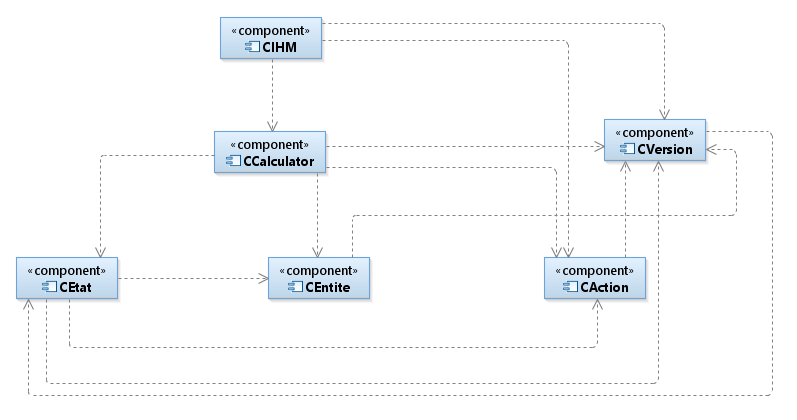 «component»
CIHM
«component»
CCalculator
«component»
CVersion
«component»
CEtat
«component»
CEntite
«component»
CAction